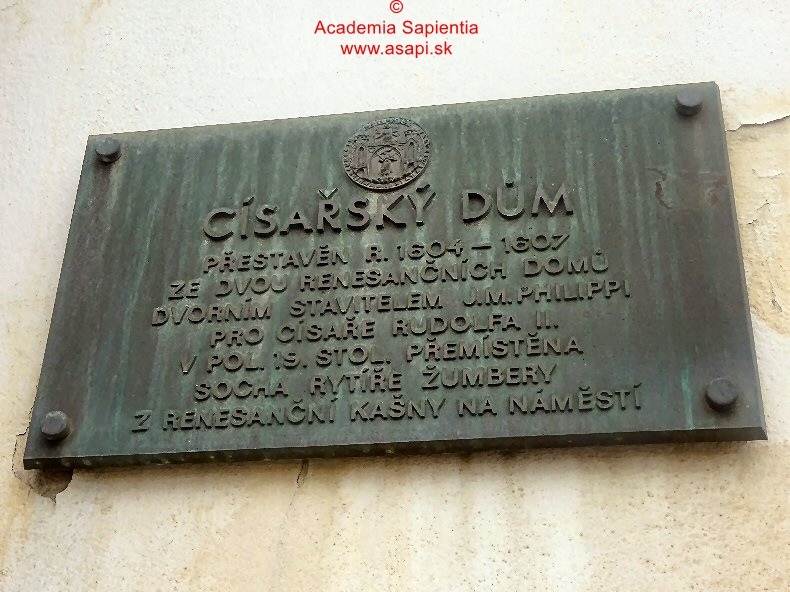 ©
Academia Sapientia
www.asapi.sk
CÍSAŘSKÝ DŮM
PŘESTAVĚN R. 1604 – 1607
ZE DVOU RENESANČNÍCH DOMŮ
DVORNÍM STAVITELEM J.M. PHILIPPI
PRO CÍSAŘE RUDOLFA II.
V POL. 19. STOL. PŘEMÍSTĚNA
SOCHA RYTÍŘE ŽUMBERY
Z RENESANČNÍ KAŠNY NA NÁMĚSTÍ